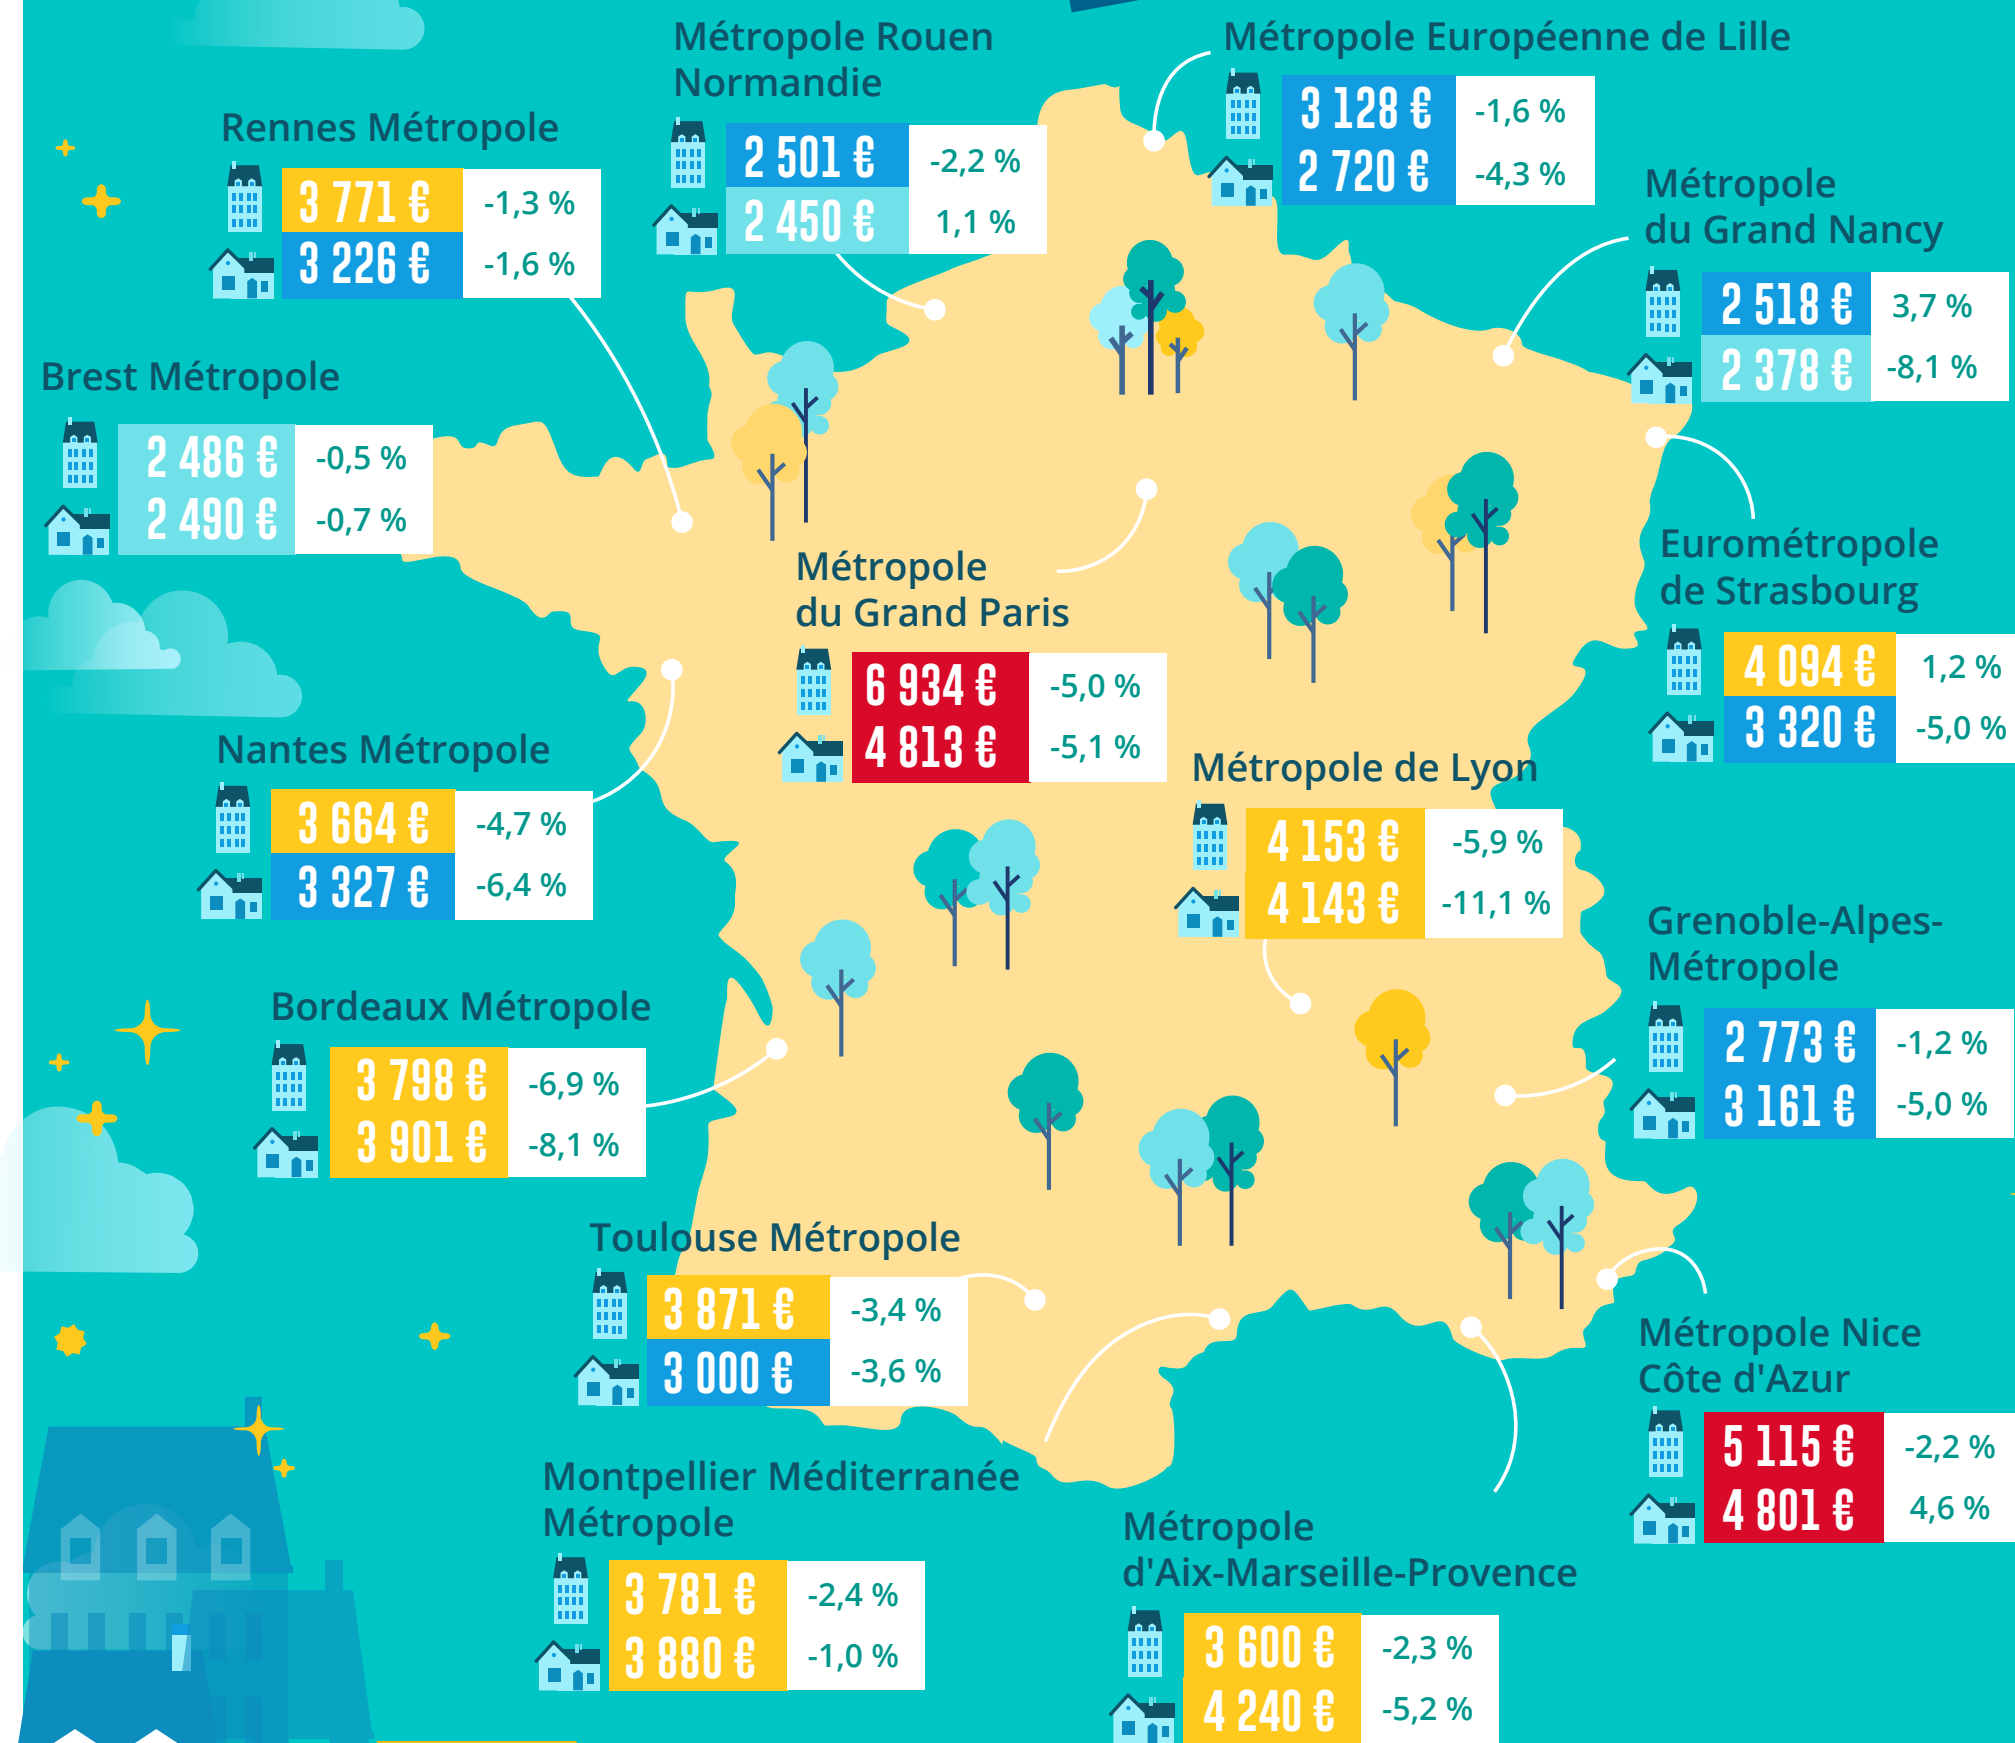 Métropole Rouen
Normandie
2 501 € -2,2 %
2 450 € 1,1 %
Métropole Européenne de Lille
3 128 € -1,6 %
2 720 € -4,3 %
Rennes Métropole
3 771 € -1,3 %
3 226 € -1,6 %
Métropole
du Grand Nancy
2 518 € 3,7 %
2 378 € -8,1 %
Brest Métropole
2 486 € -0,5 %
2 490 € -0,7 %
Métropole
du Grand Paris
6 934 € -5,0 %
4 813 € -5,1 %
Eurométropole
de Strasbourg
4 094 € 1,2 %
3 320 € -5,0 %
Nantes Métropole
3 664 € -4,7 %
3 327 € -6,4 %
Métropole de Lyon
4 153 € -5,9 %
4 143 € -11,1 %
Grenoble-Alpes-
Métropole
2 773 € -1,2 %
3 161 € -5,0 %
Bordeaux Métropole
3 798 € -6,9 %
3 901 € -8,1 %
Toulouse Métropole
3 871 € -3,4 %
3 000 € -3,6 %
Métropole Nice
Côte d'Azur
5 115 € -2,2 %
4 801 € 4,6 %
Montpellier Méditerranée
Métropole
3 781 € -2,4 %
3 880 € -1,0 %
Métropole
d'Aix-Marseille-Provence
3 600 € -2,3 %
4 240 € -5,2 %